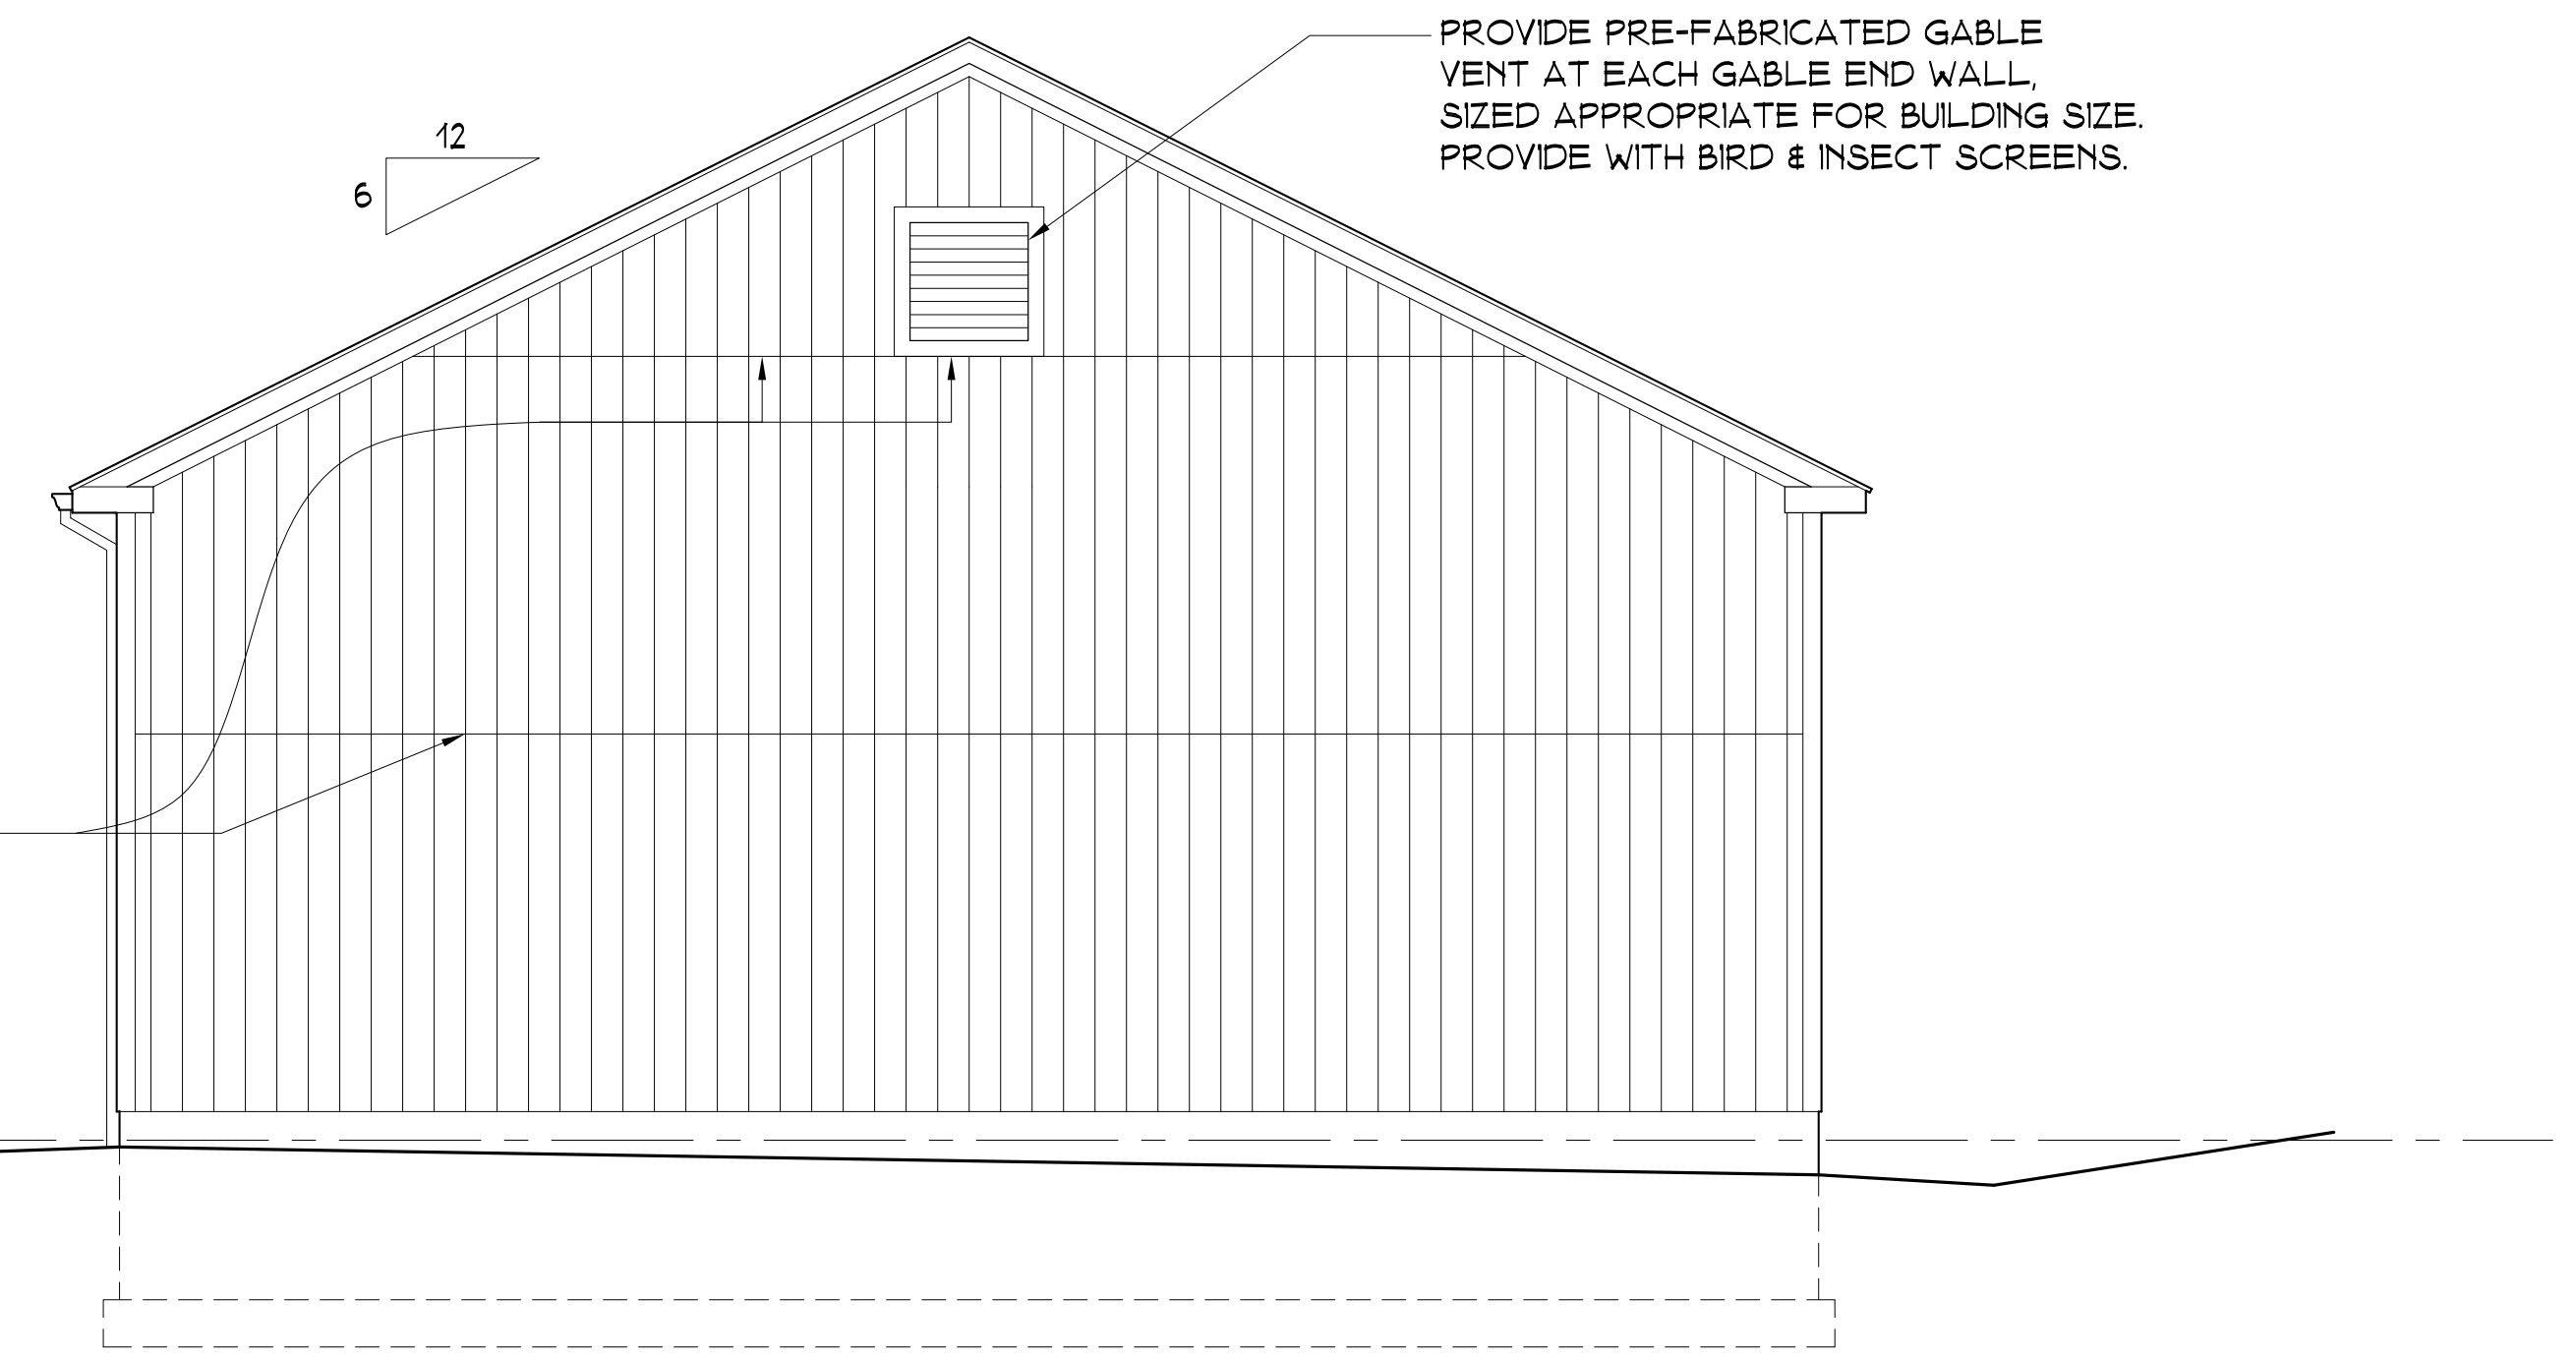 PROVIDE PRE-FABRICATED GABLE
VENT AT EACH GABLE END WALL,
SIZED APPROPRIATE FOR BUILDING SIZE.
PROVIDE WITH BIRD & INSECT SCREENS.
12
6